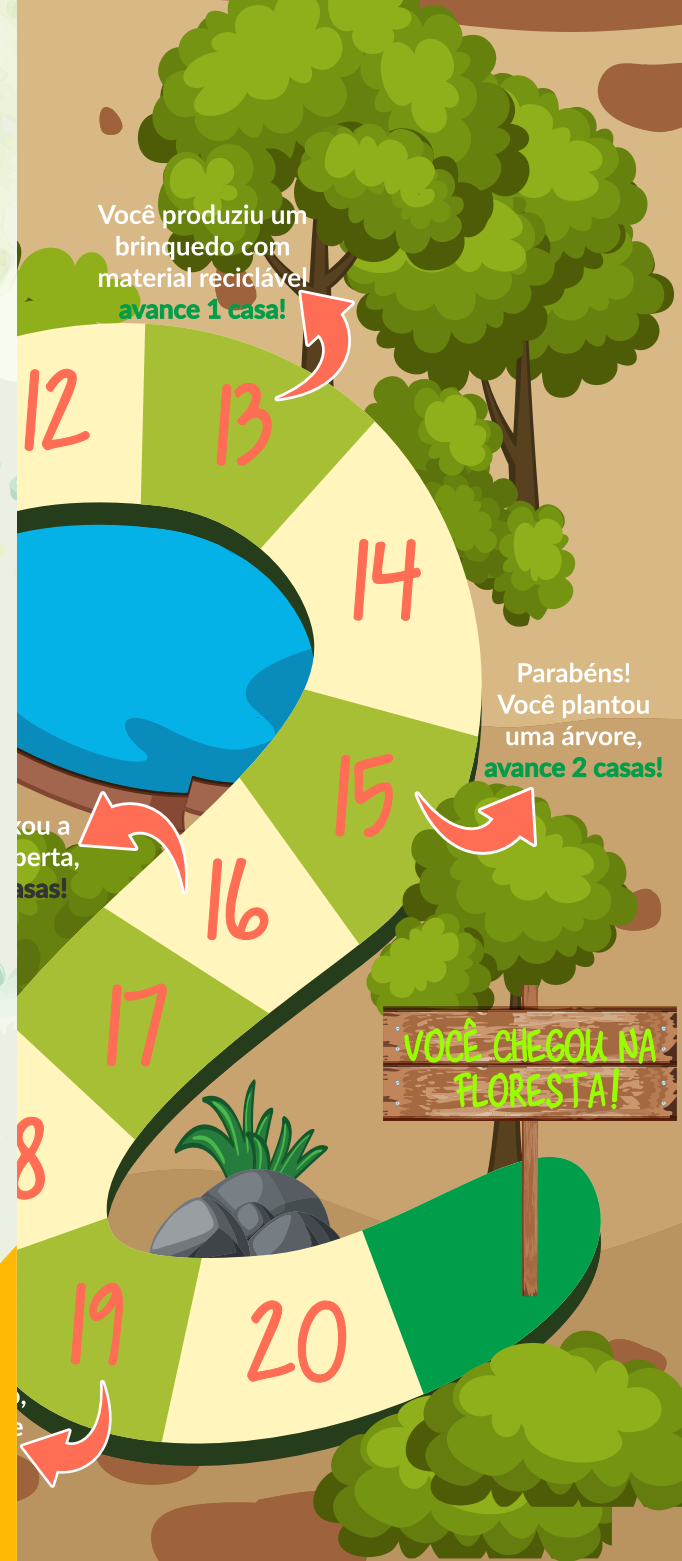 Você produziu um
brinquedo com
material reciclável
avance 1 casa!
12
13
14
Parabéns!
Você plantou
uma árvore,
avance 2 casas!
15
16
17
VOCÊ CHEGOU NA
FLORESTA!
19
20